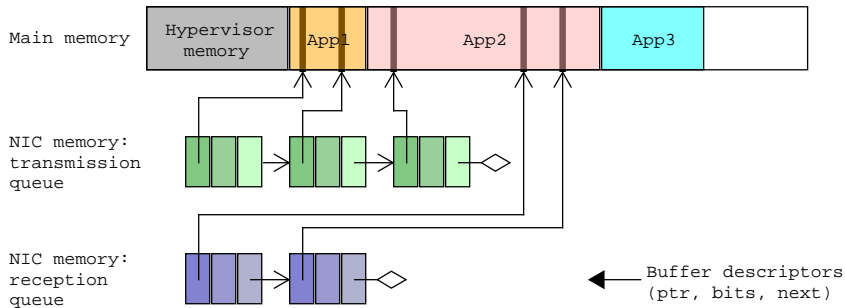 Main memory
Hypervisor
memory
App1
App2
App3
NIC memory:
transmission
queue
NIC memory:
reception
queue
Buffer descriptors
(ptr, bits, next)